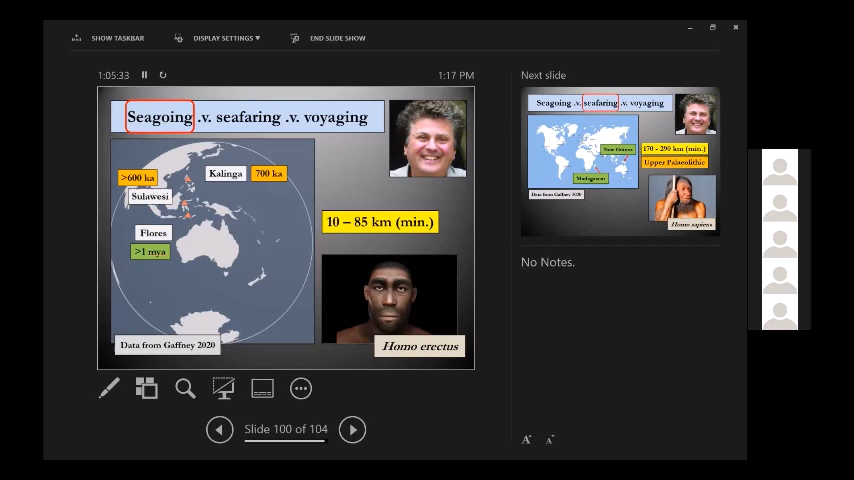 SHOW TASKBAR
DISPLAY SETTINGS ▼
END SLIDE SHOW
1:05:33
1:17 PM
Seagoing .v. seafaring .v. voyaging
>600 ka
Kalinga
700 ka
Sulawesi
10 – 85 km (min.)
Flores
>1 mya
Data from Gaffney 2020
Homo erectus
Slide 100 of 104
Next slide
Seagoing .v. seafaring .v. voyaging
New Guinea
170 - 290 km (min.)
Upper Palaeolithic
Madagascar
Data from Gaffney 2020
Homo sapiens
No Notes.
A
A